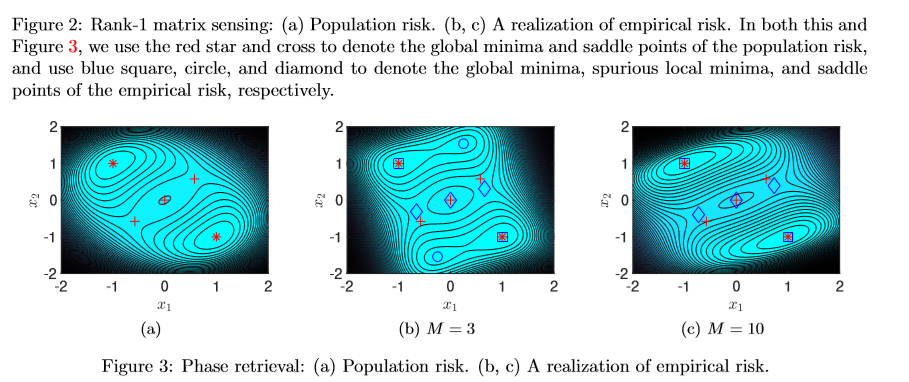 Figure 2: Rank-1 matrix sensing: (a) Population risk. (b, c) A realization of empirical risk. In both this and
Figure 3, we use the red star and cross to denote the global minima and saddle points of the population risk,
and use blue square, circle, and diamond to denote the global minima, spurious local minima, and saddle
points of the empirical risk, respectively.
2
1
0
-1
-2
x2
-2 -1 0 1 2
x1
(a)
2
1
0
-1
-2
x2
-2 -1 0 1 2
x1
(b) M = 3
2
1
0
-1
-2
x2
-2 -1 0 1 2
x1
(c) M = 10
Figure 3: Phase retrieval: (a) Population risk. (b, c) A realization of empirical risk.